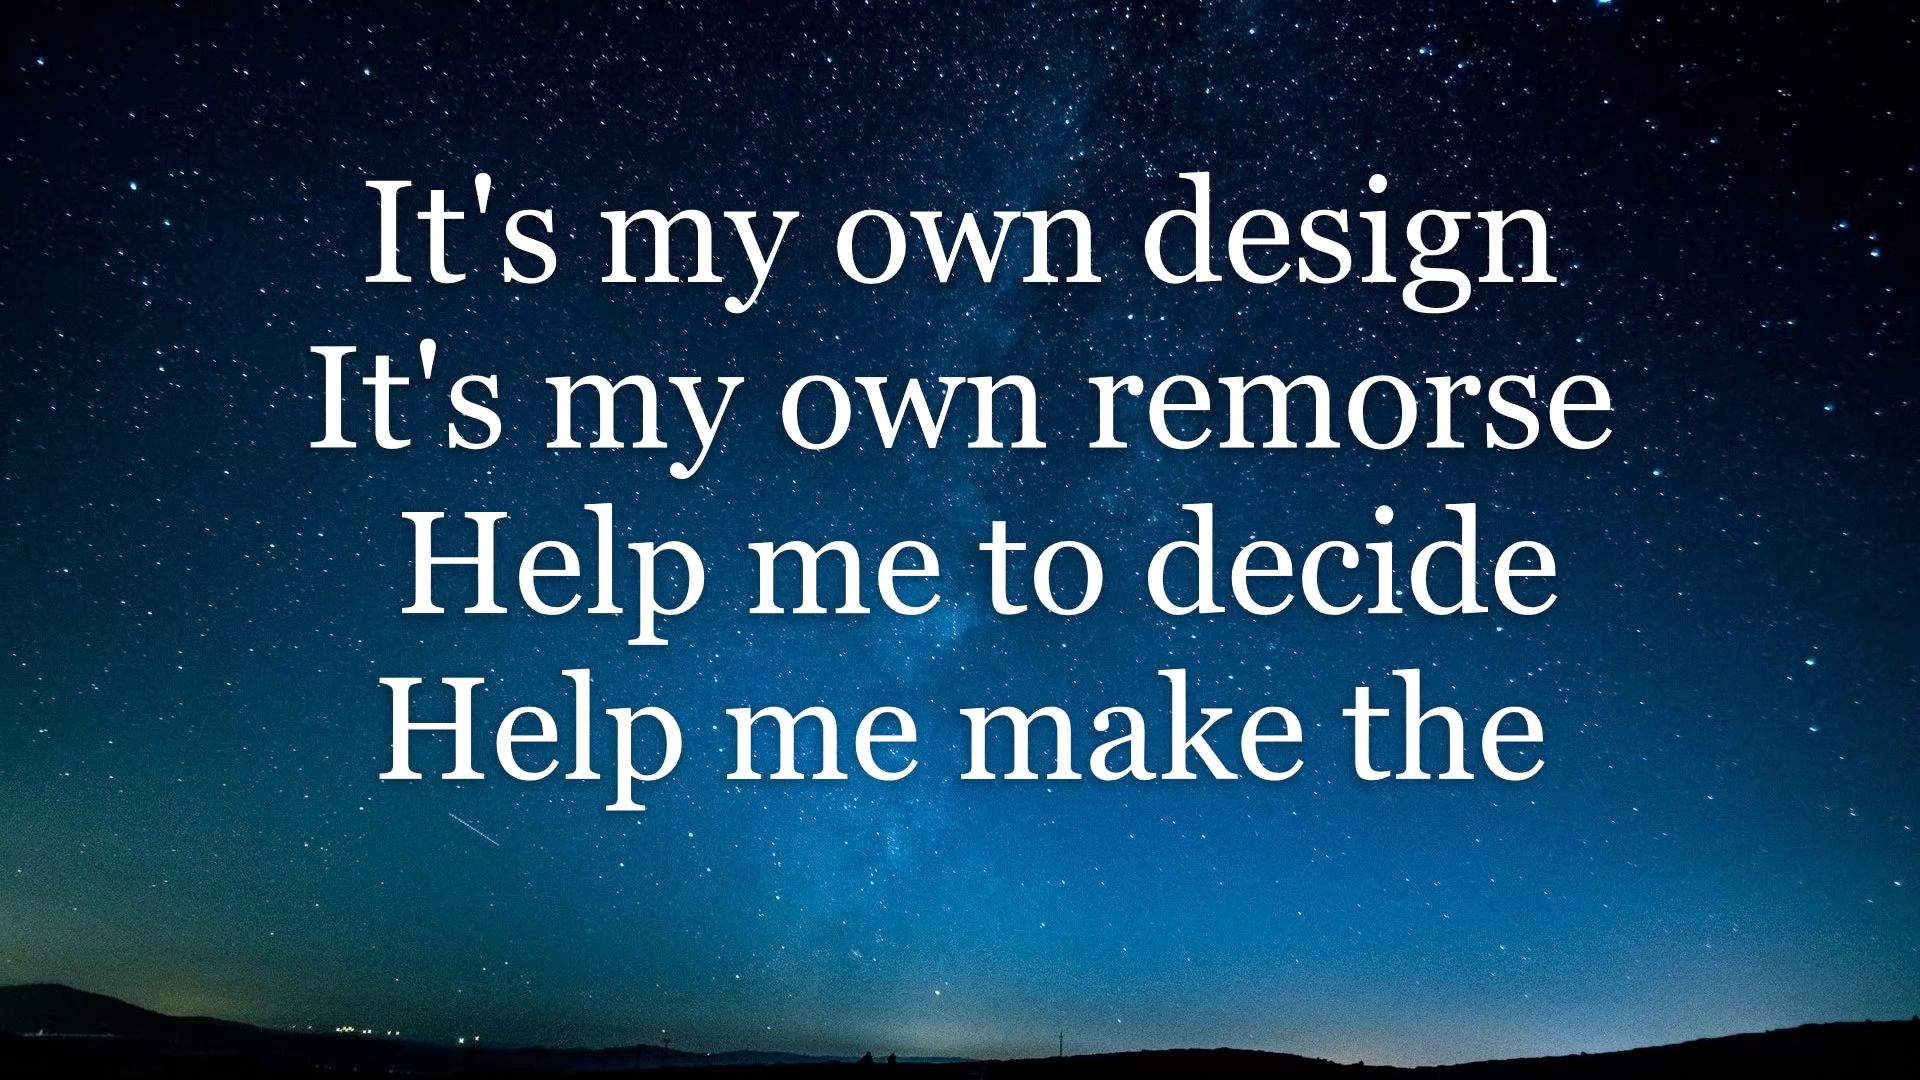 It's my own design
It's my own remorse
Help me to decide
Help me make the